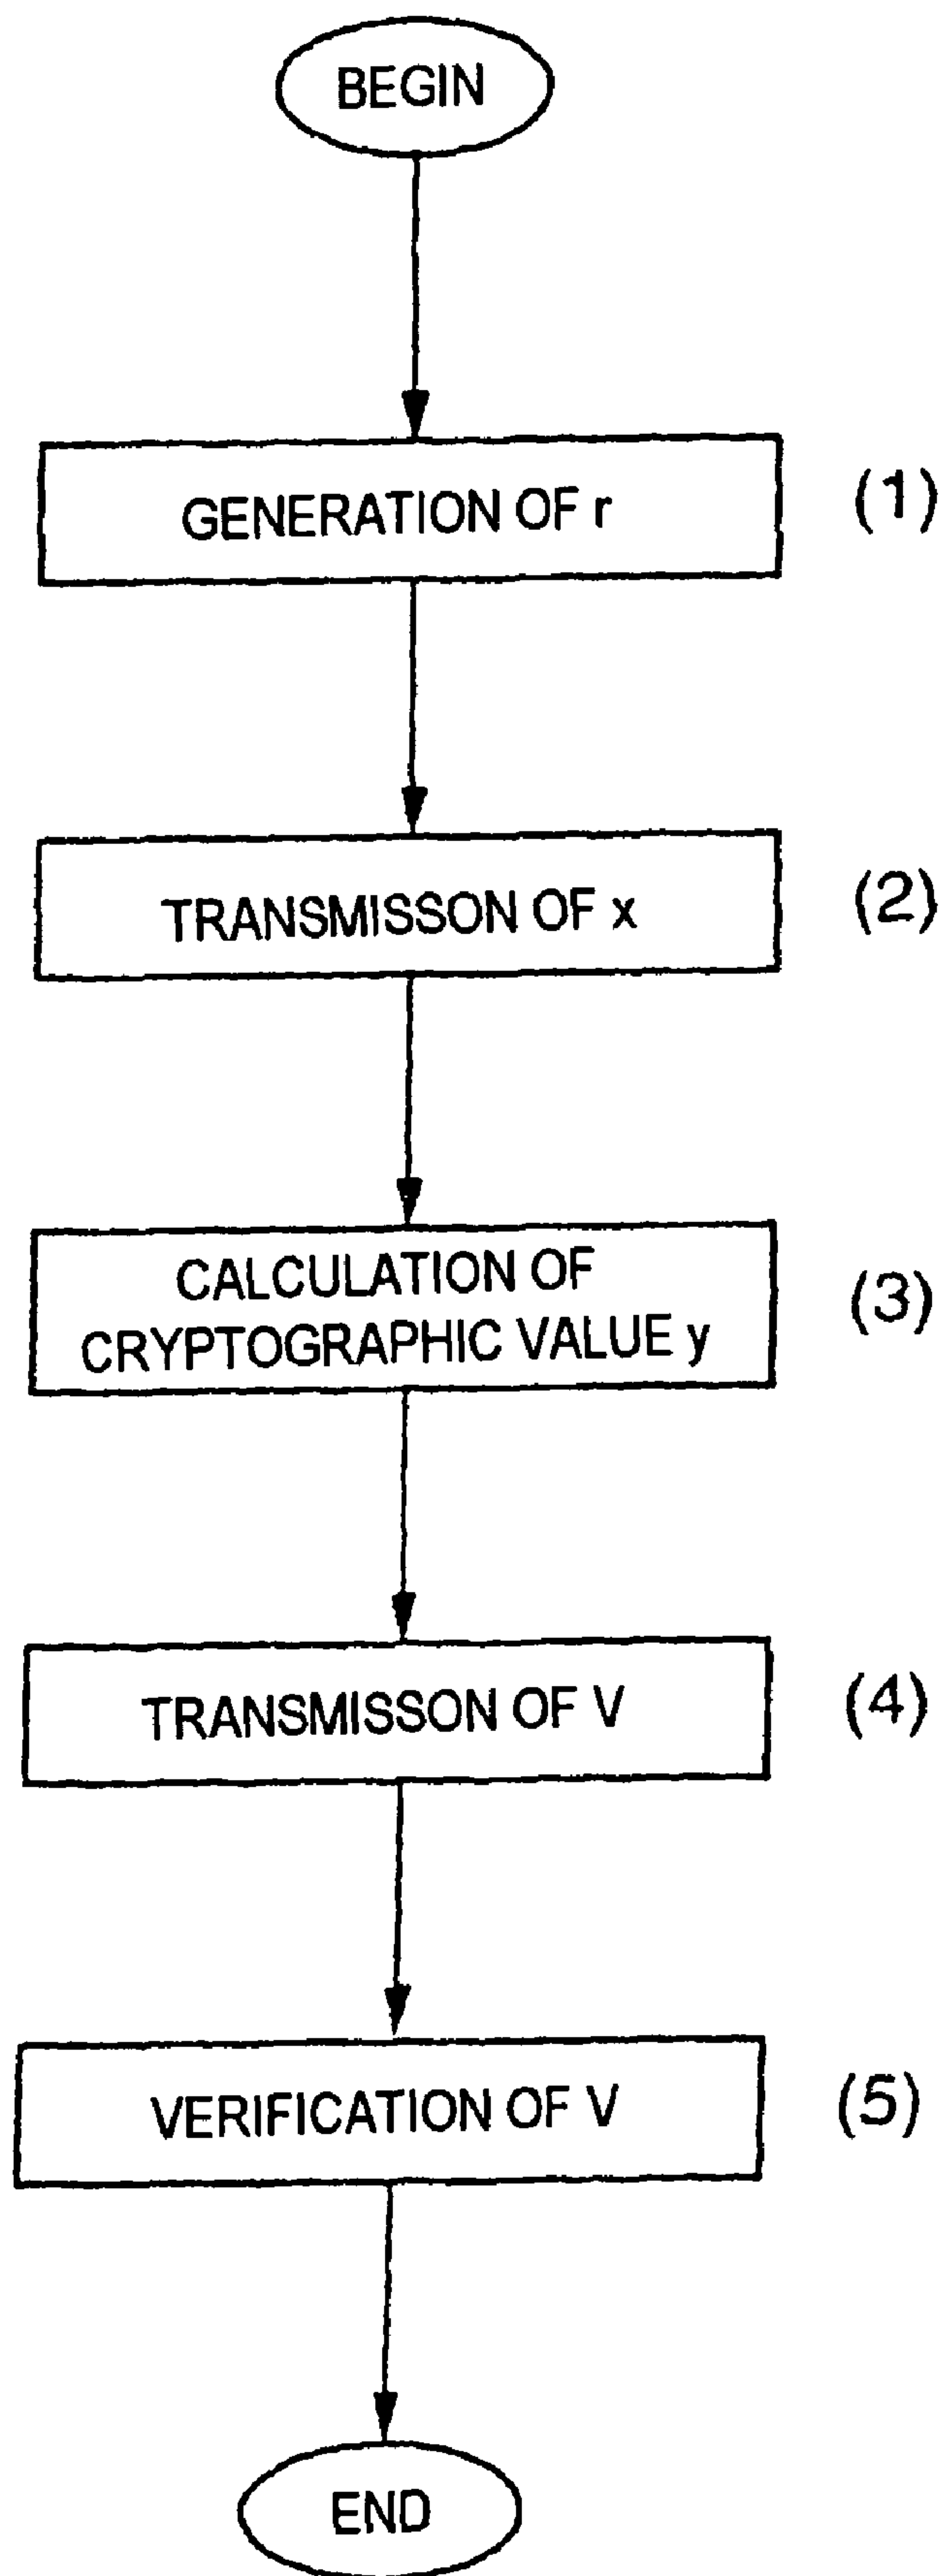 BEGIN
GENERATION OF r
(1)
TRANSMISSON OF x
(2)
CALCULATION OF
CRYPTOGRAPHIC VALUE y
(3)
TRANSMISSON OF V
(4)
VERIFICATION OF V
(5)
END